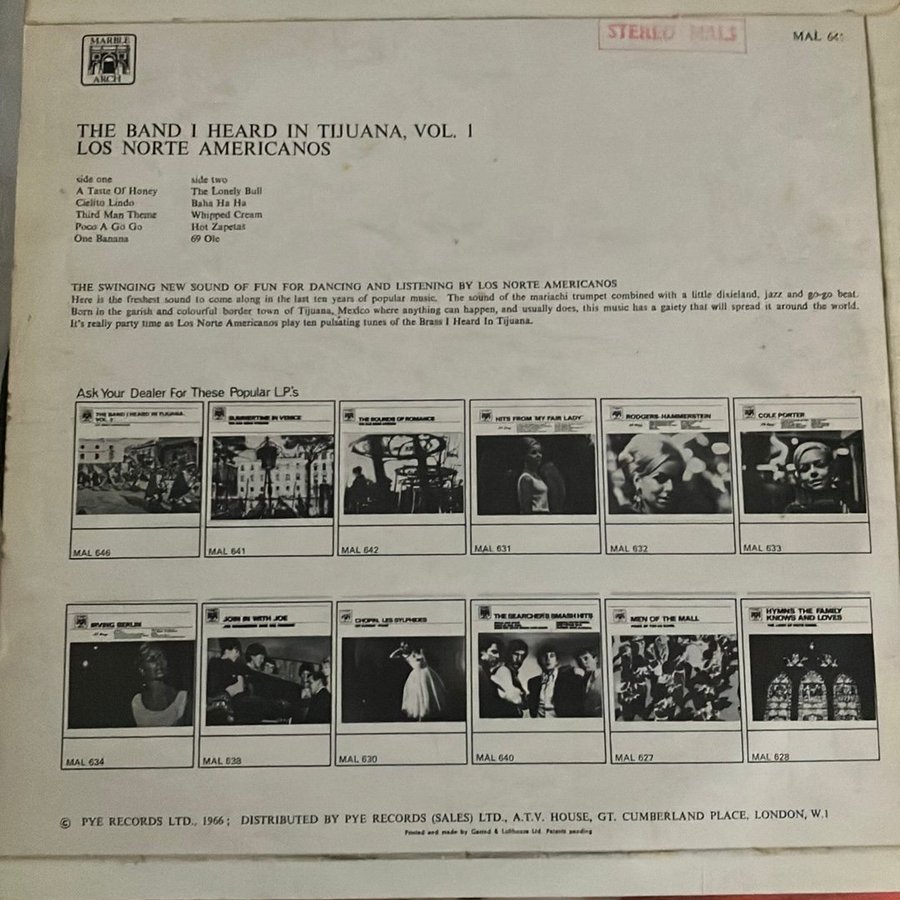 MARBLE
ARCH
STEREO MALS
MAL
THE BAND I HEARD IN TIJUANA, VOL. 1
LOS NORTE AMERICANOS
side one side two
A Taste Of Honey The Lonely Bull
Cielito Lindo Baha Ha Ha
Third Man Theme Whipped Cream
Poco A Go Go Hot Zapetas
One Banana 69 Ole
THE SWINGING NEW SOUND OF FUN FOR DANCING AND LISTENING BY LOS NORTE AMERICANOS
Here is the freshest sound to come along in the last ten years of popular music. The sound of the mariachi trumpet combined with a little dixieland, jazz and go-go beat.
Born in the garish and colourful border town of Tijuana, Mexico where anything can happen, and usually does, this music has a gaiety that will spread it around the world.
It's really party time as Los Norte Americanos play ten pulsating tunes of the Brass I Heard In Tijuana.
Ask Your Dealer For These Popular L.P.'s
THE BAND I HEARD IN TIJUANA, VOL. 2
SUMMERTIME IN VENICE
THE SOUNDS OF ROMANCE
HITS FROM 'MY FAIR LADY'
RODGERS HAMMERSTEIN
COLE PORTER
MAL 646 MAL 641 MAL 642 MAL 631 MAL 632 MAL 633
IRVING BERLIN
JOIN IN WITH JOE
CHOPIN, LES SYLPHIDES
THE SEARCHERS SMASH HITS
MEN OF THE MALL
HYMNS THE FAMILY
KNOWS AND LOVES
MAL 634 MAL 638 MAL 630 MAL 640 MAL 627 MAL 628
© PYE RECORDS LTD., 1966; DISTRIBUTED BY PYE RECORDS (SALES) LTD., A.T.V. HOUSE, GT. CUMBERLAND PLACE, LONDON, W.1
Printed and made by Garrod & Lofthouse Ltd. Patents pending